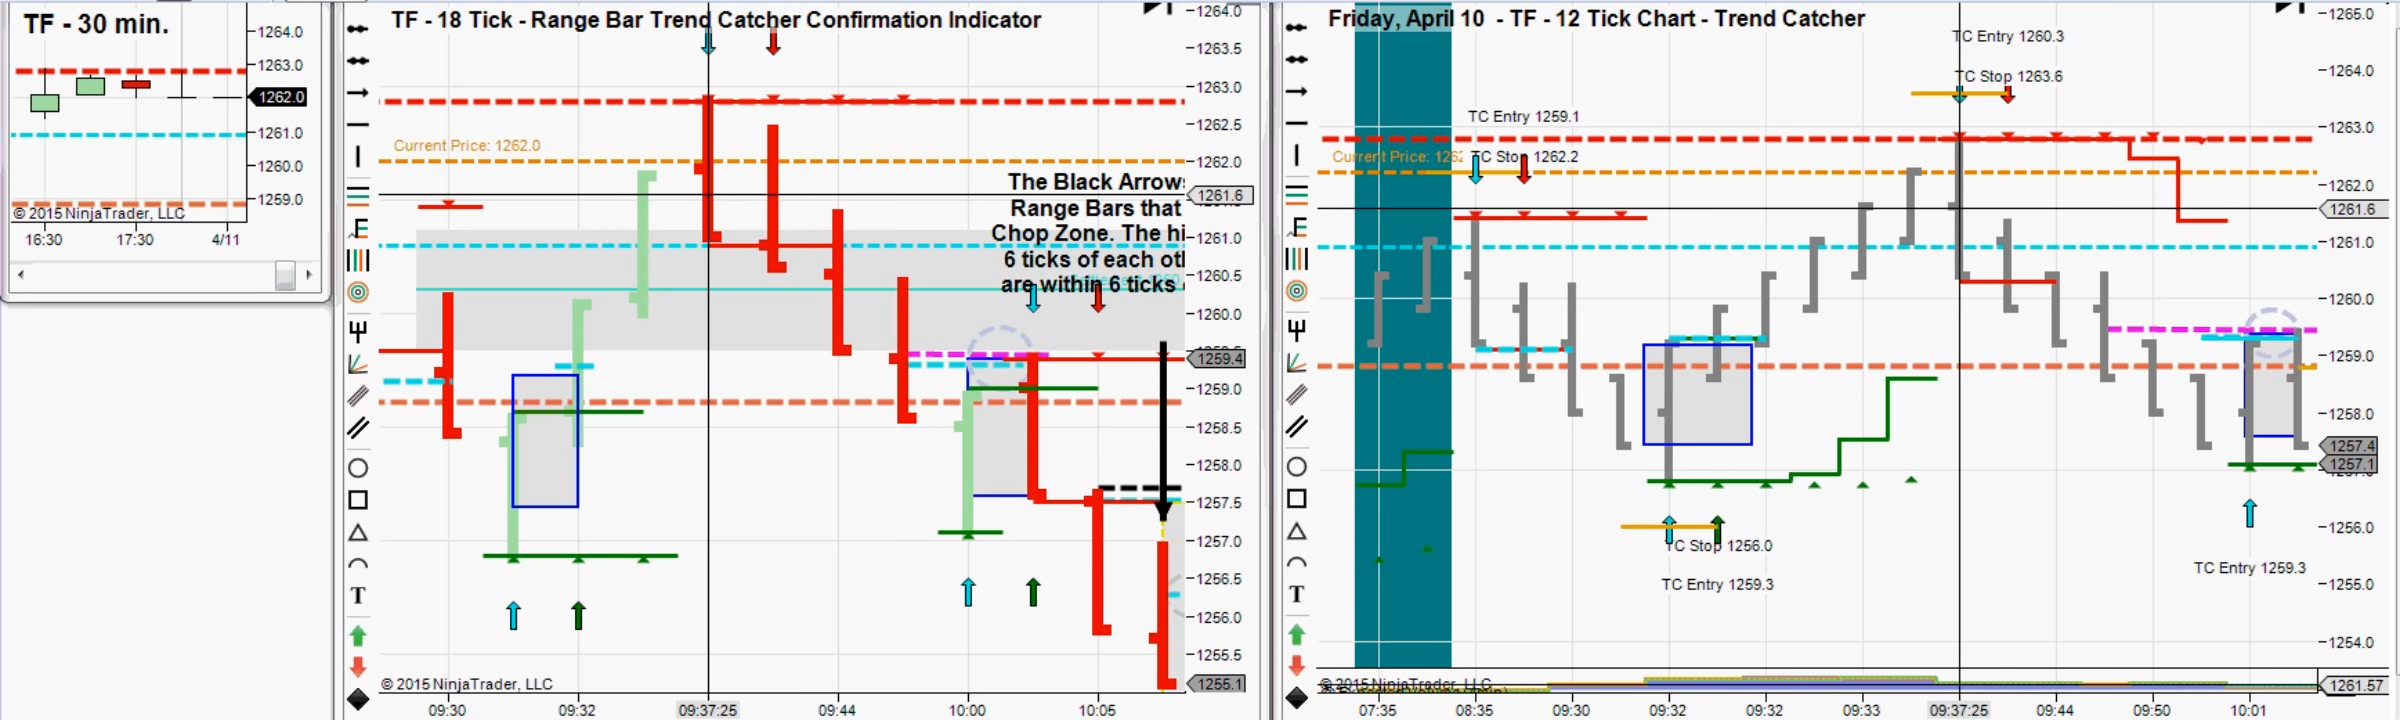 TF - 30 min.
1264.0
1263.0
1262.0
1261.0
1260.0
1259.0
© 2015 NinjaTrader, LLC
16:30
17:30
4/11
TF - 18 Tick - Range Bar Trend Catcher Confirmation Indicator
Current Price: 1262.0
The Black Arrows
Range Bars that
Chop Zone. The hi
6 ticks of each oth
are within 6 ticks
F
T
1264.0
1263.5
1263.0
1262.5
1262.0
1261.6
1261.0
1260.5
1260.0
1259.4
1259.0
1258.5
1258.0
1257.5
1257.0
1256.5
1256.0
1255.5
1255.1
© 2015 NinjaTrader, LLC
09:30
09:32
09:37:25
09:44
10:00
10:05
Friday, April 10 - TF - 12 Tick Chart - Trend Catcher
TC Entry 1260.3
TC Stop 1263.6
TC Entry 1259.1
Current Price: 1262
TC Stop 1262.2
TC Stop 1256.0
TC Entry 1259.3
TC Entry 1259.3
F
T
1265.0
1264.0
1263.0
1262.0
1261.6
1261.0
1260.0
1259.0
1258.0
1257.4
1257.1
1256.0
1255.0
1254.0
1261.57
© 2015 NinjaTrader, LLC
07:35
08:35
09:30
09:32
09:32
09:33
09:37:25
09:44
09:50
10:01